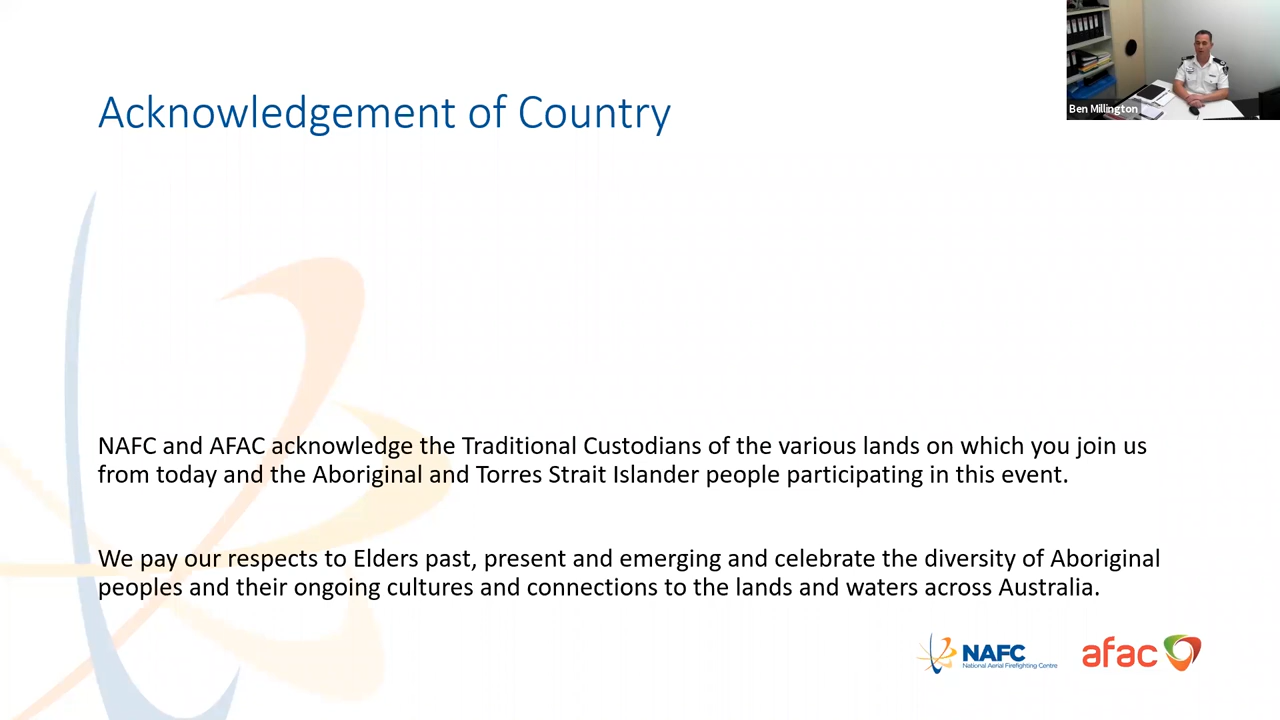 Acknowledgement of Country
Ben Millington
NAFC and AFAC acknowledge the Traditional Custodians of the various lands on which you join us
from today and the Aboriginal and Torres Strait Islander people participating in this event.
We pay our respects to Elders past, present and emerging and celebrate the diversity of Aboriginal
peoples and their ongoing cultures and connections to the lands and waters across Australia.
NAFC
National Aerial Firefighting Centre
afac